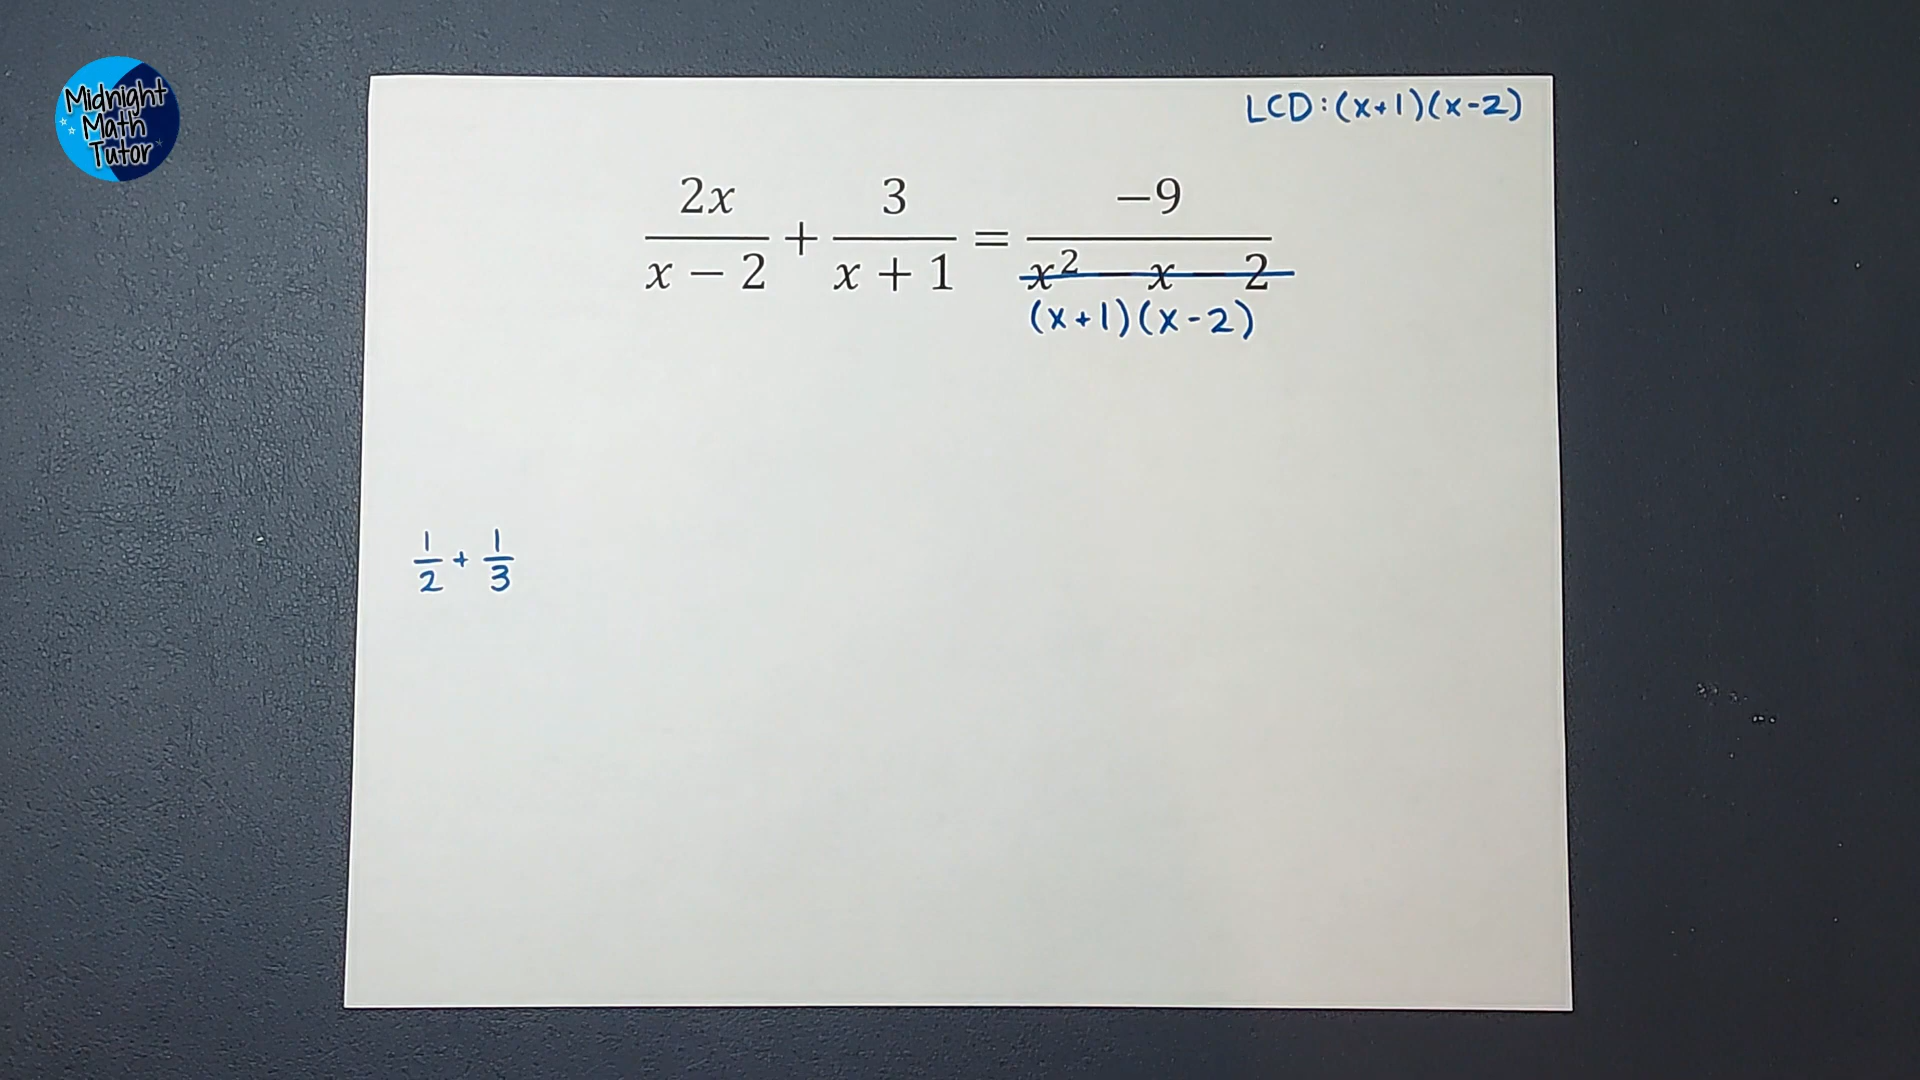 Midnight
Math
Tutor
LCD:(x+1)(x-2)
2x/(x − 2) + 3/(x + 1) = −9/(x² − x − 2)
(x+1)(x-2)
1/2 + 1/3